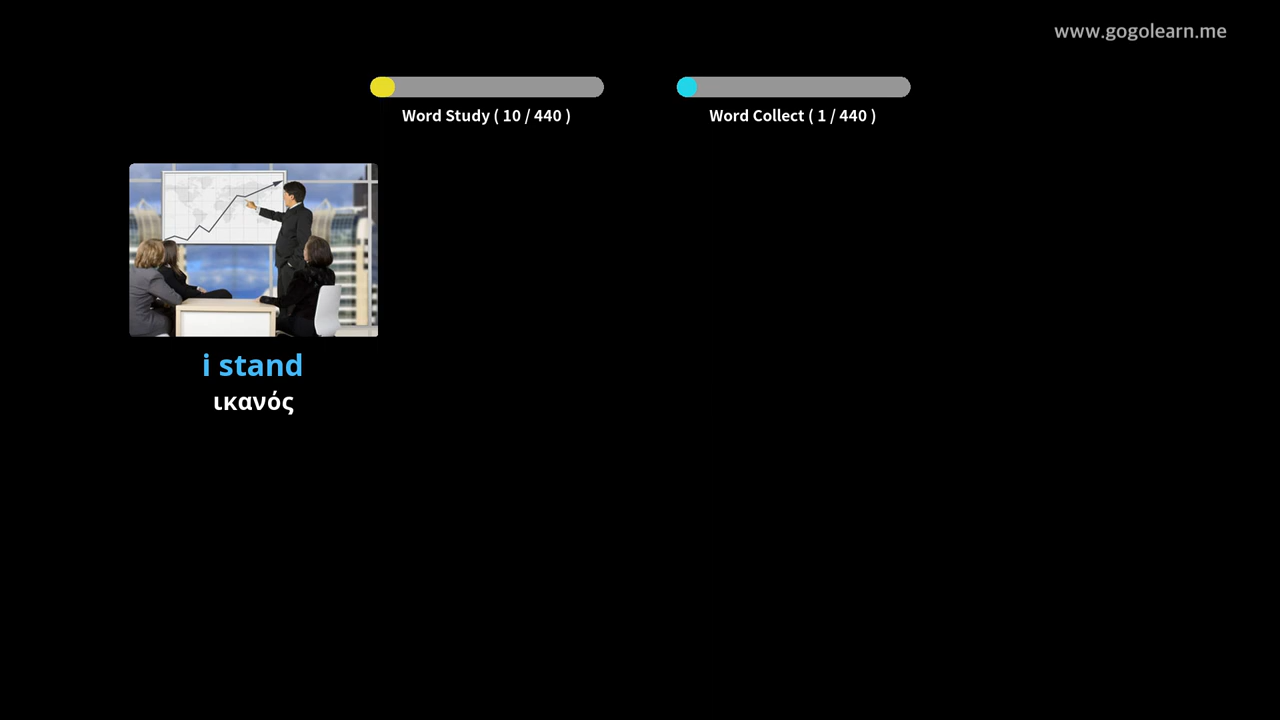 www.gogolearn.me
Word Study ( 10 / 440 )
Word Collect ( 1 / 440 )
i stand
ικανός